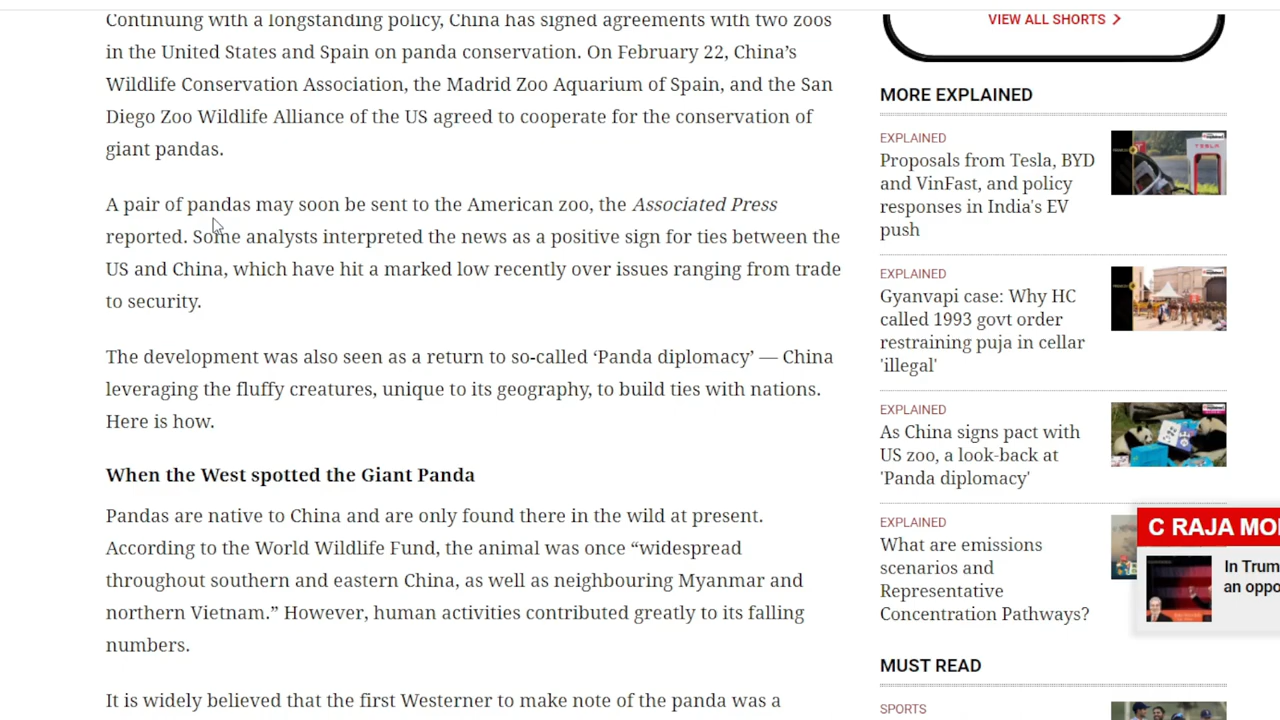 Continuing with a longstanding policy, China has signed agreements with two zoos
in the United States and Spain on panda conservation. On February 22, China’s
Wildlife Conservation Association, the Madrid Zoo Aquarium of Spain, and the San
Diego Zoo Wildlife Alliance of the US agreed to cooperate for the conservation of
giant pandas.
A pair of pandas may soon be sent to the American zoo, the Associated Press
reported. Some analysts interpreted the news as a positive sign for ties between the
US and China, which have hit a marked low recently over issues ranging from trade
to security.
The development was also seen as a return to so-called ‘Panda diplomacy’ — China
leveraging the fluffy creatures, unique to its geography, to build ties with nations.
Here is how.
When the West spotted the Giant Panda
Pandas are native to China and are only found there in the wild at present.
According to the World Wildlife Fund, the animal was once “widespread
throughout southern and eastern China, as well as neighbouring Myanmar and
northern Vietnam.” However, human activities contributed greatly to its falling
numbers.
It is widely believed that the first Westerner to make note of the panda was a
VIEW ALL SHORTS
MORE EXPLAINED
EXPLAINED
Proposals from Tesla, BYD
and VinFast, and policy
responses in India's EV
push
TESLA
EXPLAINED
Gyanvapi case: Why HC
called 1993 govt order
restraining puja in cellar
'illegal'
EXPLAINED
As China signs pact with
US zoo, a look-back at
'Panda diplomacy'
EXPLAINED
What are emissions
scenarios and
Representative
Concentration Pathways?
C RAJA MO
In Trum
an oppo
MUST READ
SPORTS